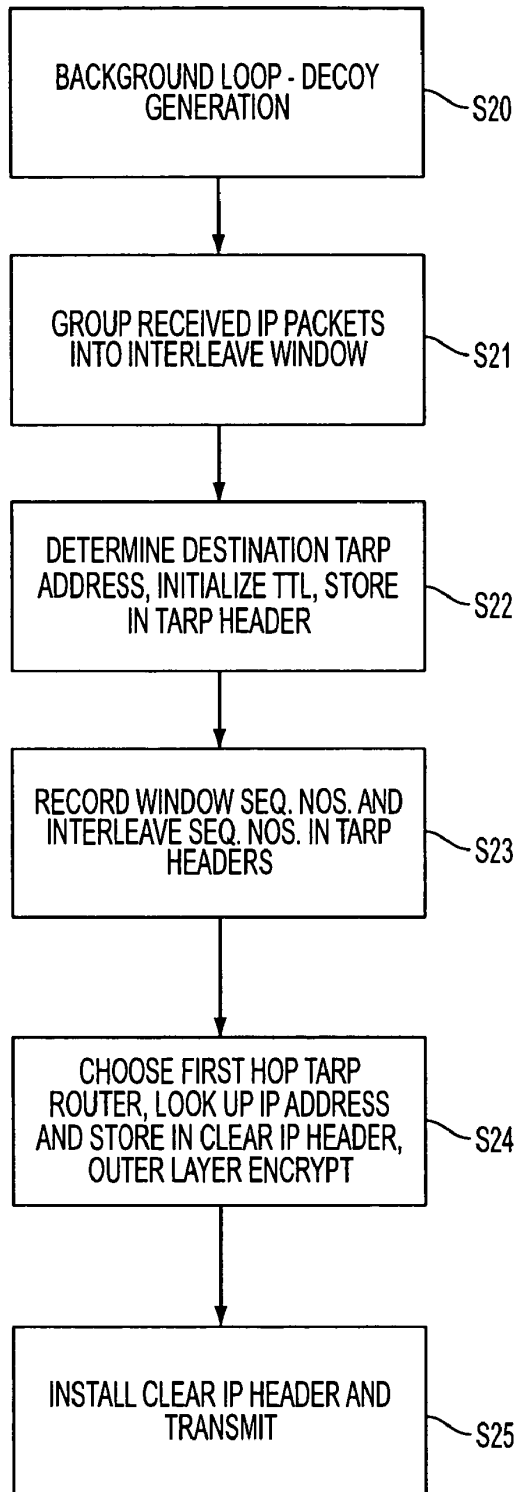 BACKGROUND LOOP - DECOY
GENERATION
S20
GROUP RECEIVED IP PACKETS
INTO INTERLEAVE WINDOW
S21
DETERMINE DESTINATION TARP
ADDRESS, INITIALIZE TTL, STORE
IN TARP HEADER
S22
RECORD WINDOW SEQ. NOS. AND
INTERLEAVE SEQ. NOS. IN TARP
HEADERS
S23
CHOOSE FIRST HOP TARP
ROUTER, LOOK UP IP ADDRESS
AND STORE IN CLEAR IP HEADER,
OUTER LAYER ENCRYPT
S24
INSTALL CLEAR IP HEADER AND
TRANSMIT
S25